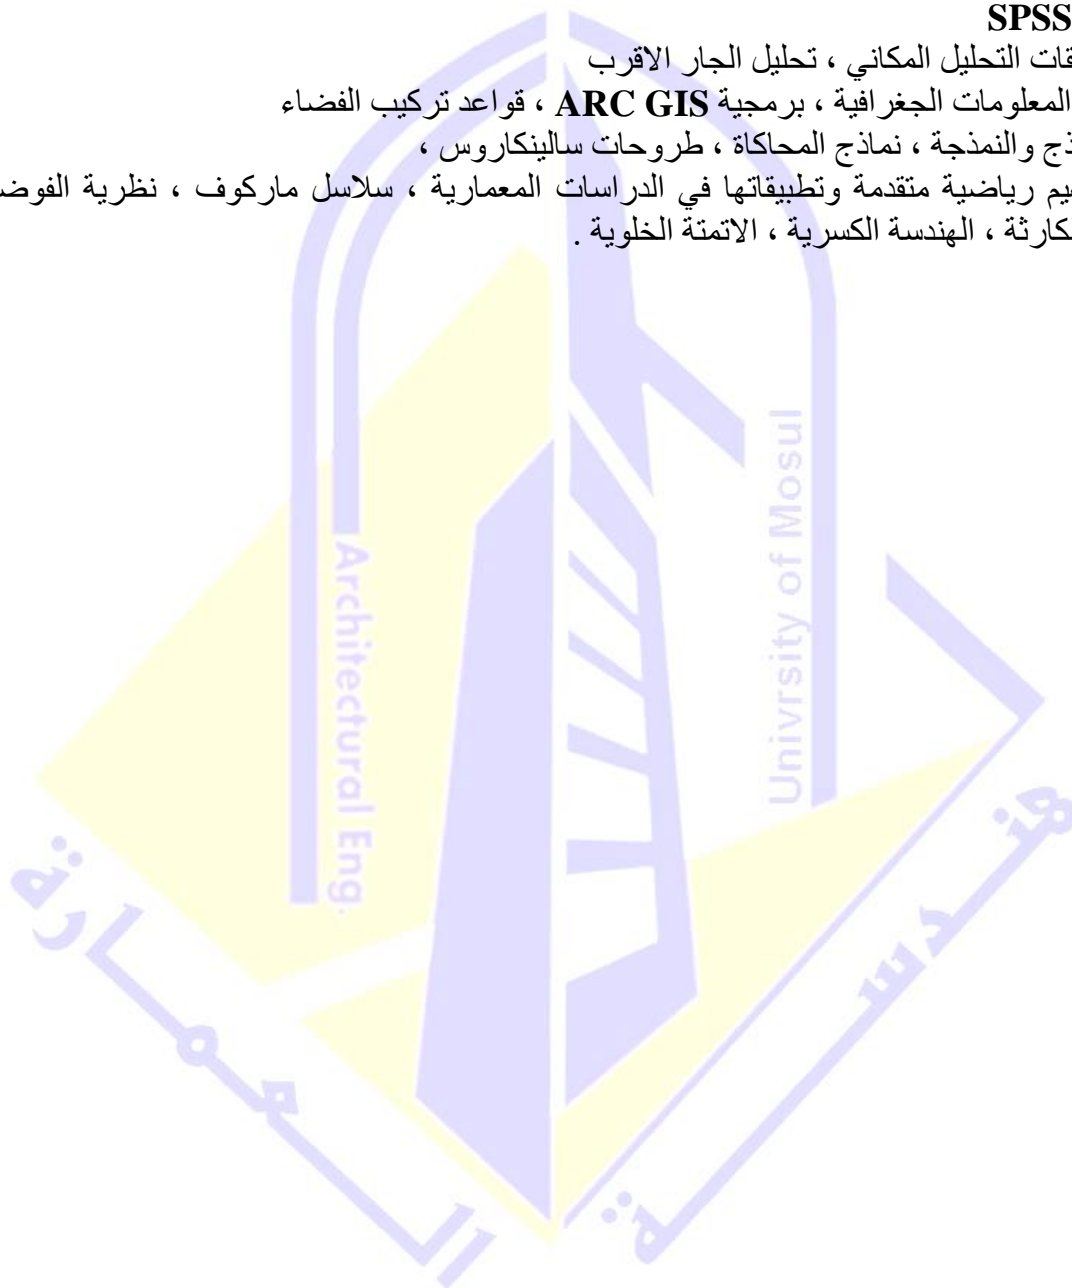 SPSS
قات التحليل المكاني ، تحليل الجار الاقرب
المعلومات الجغرافية ، برمجية ARC GIS ، قواعد تركيب الفضاء
ذج والنمذجة ، نماذج المحاكاة ، طروحات سالينكاروس ،
يم رياضية متقدمة وتطبيقاتها في الدراسات المعمارية ، سلاسل ماركوف ، نظرية الفوض
كارثة ، الهندسة الكسرية ، الاتمتة الخلوية .
Architectural Eng.
Univrsity of Mosul
هندسة
العمارة